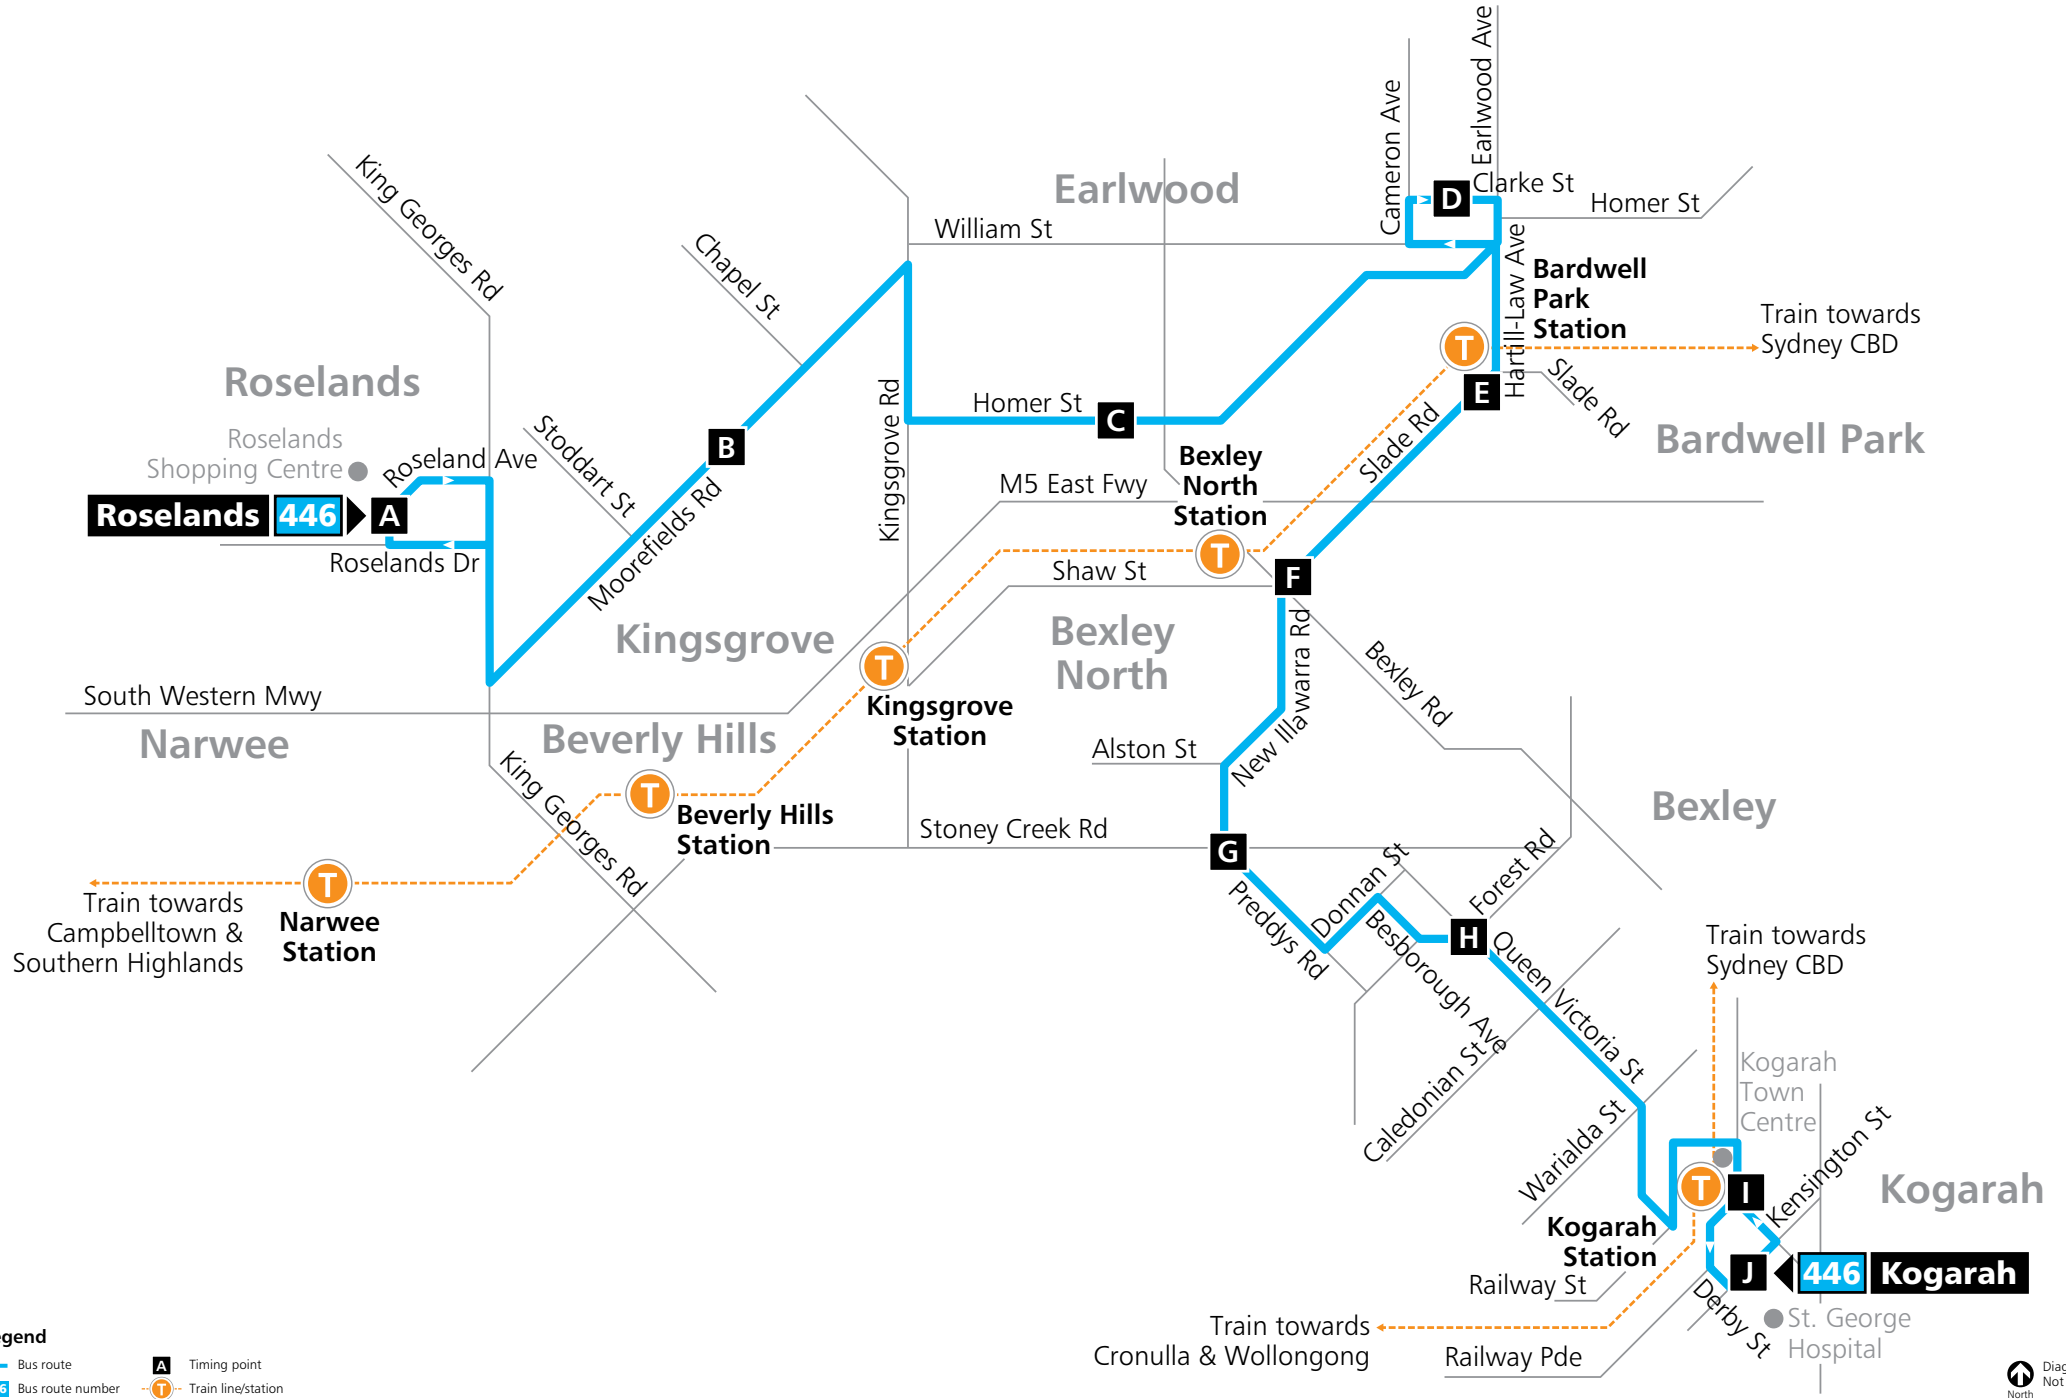 Earlwood Ave
Cameron Ave
King Georges Rd
Earlwood
Clarke St
Homer St
William St
Chapel St
Hartill-Law Ave
Bardwell
Park
Station
Train towards
Sydney CBD
T
D
Roselands
Slade Rd
Kingsgrove Rd
Homer St
C
E
Stoddart St
Roselands
Shopping Centre
Roseland Ave
B
Slade Rd
Bardwell Park
Bexley
North
Station
M5 East Fwy
Roselands 446 A
Moorefields Rd
Roselands Dr
T
Shaw St
F
Kingsgrove
Bexley
North
New Illawarra Rd
Bexley Rd
T
South Western Mwy
Kingsgrove
Station
Narwee
Beverly Hills
Alston St
King Georges Rd
T
Beverly Hills
Station
Stoney Creek Rd
Bexley
G
Donnan St
Forest Rd
T
Train towards
Campbelltown &
Southern Highlands
Narwee
Station
Preddys Rd
Besborough Ave
H
Queen Victoria St
Train towards
Sydney CBD
Caledonian St
Warialda St
Kogarah
Town
Centre
Kensington St
T
I
Kogarah
Kogarah
Station
Railway St
J 446 Kogarah
Derby St
St. George
Hospital
Train towards
Cronulla & Wollongong
Railway Pde
Bus route
A Timing point
Bus route number
T Train line/station
North
Not